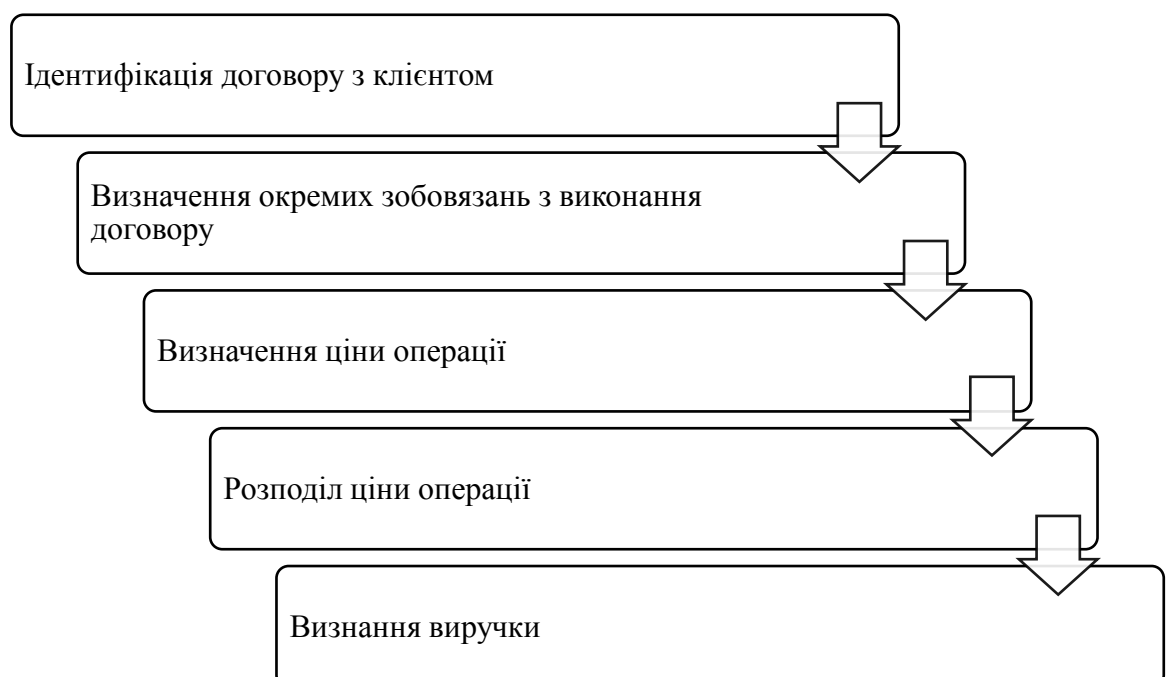 Ідентифікація договору з клієнтом
Визначення окремих зобовязань з виконання
договору
Визначення ціни операції
Розподіл ціни операції
Визнання виручки